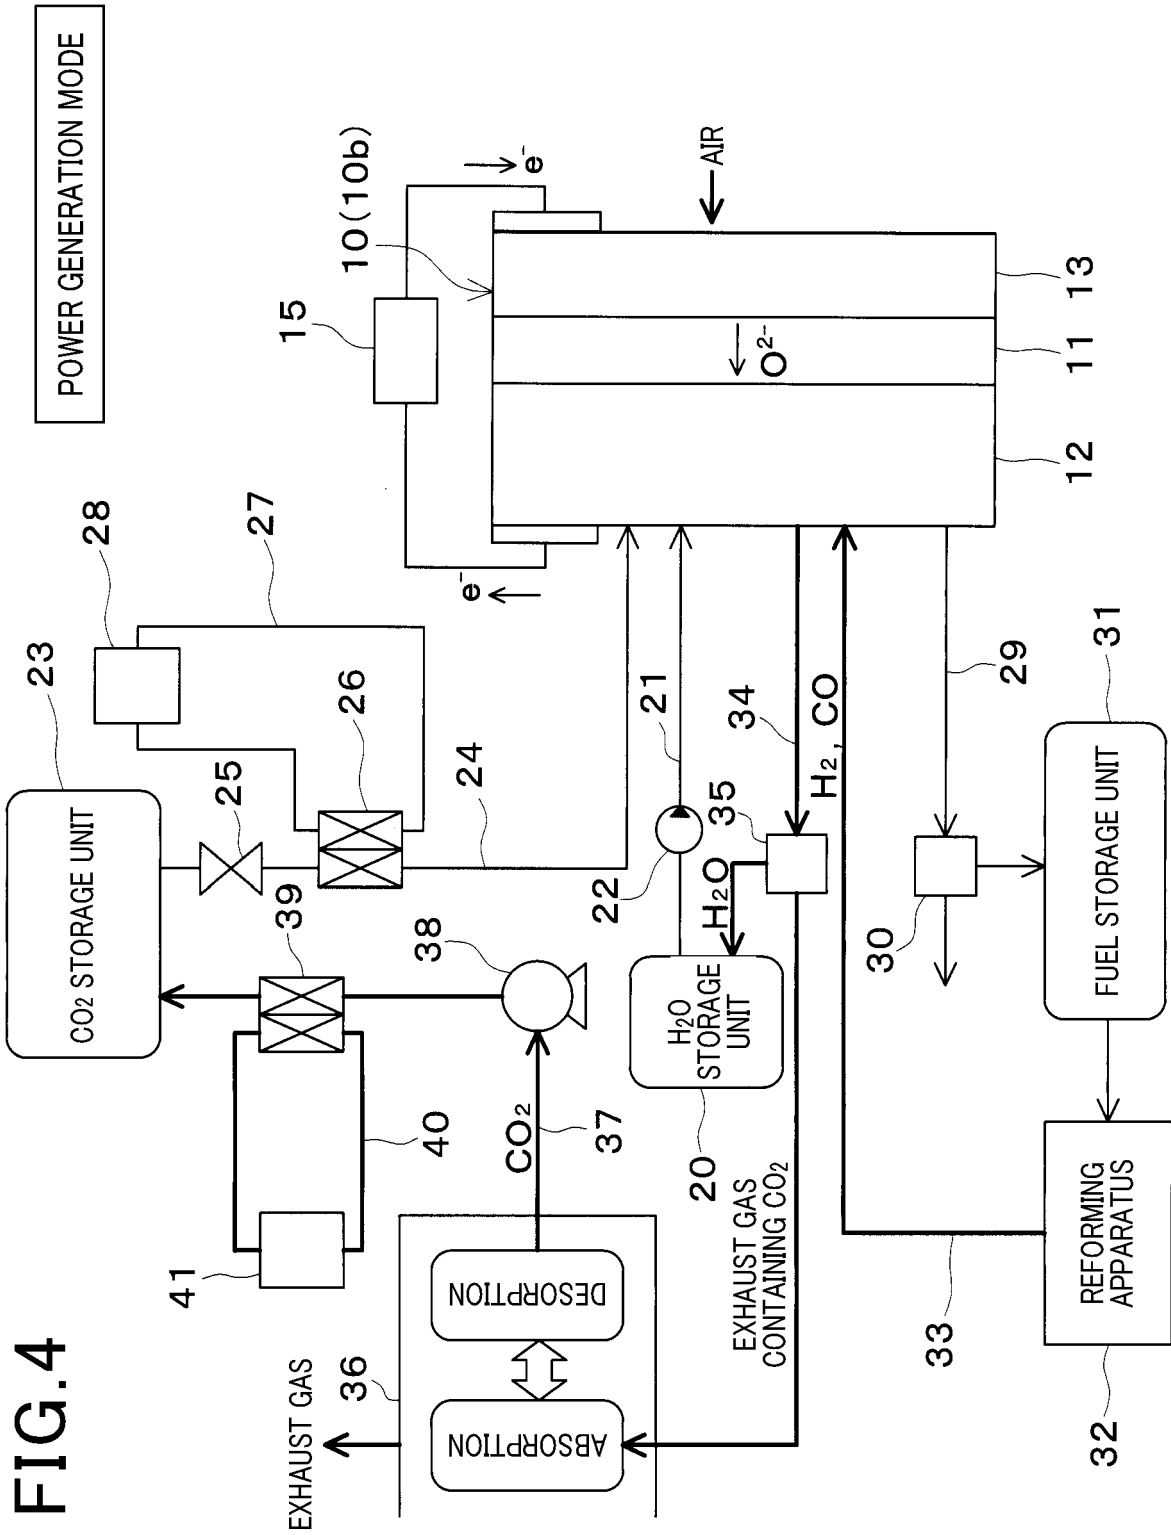 FIG.4
POWER GENERATION MODE
EXHAUST GAS
36
ABSORPTION
DESORPTION
41
40
CO2
37
38
39
CO2 STORAGE UNIT
23
25
26
24
28
27
15
10(10b)
e-
e-
AIR
O2-
12
11
13
H2O
STORAGE
UNIT
20
22
21
H2O
35
34
H2, CO
EXHAUST GAS
CONTAINING CO2
33
REFORMING
APPARATUS
32
30
29
FUEL STORAGE UNIT
31